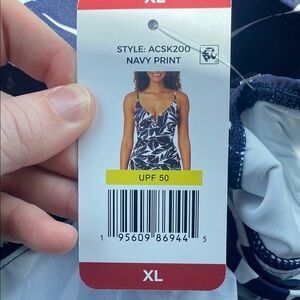 XL
STYLE: ACSK200
NAVY PRINT
UPF 50
1 95609 86944 5
XL